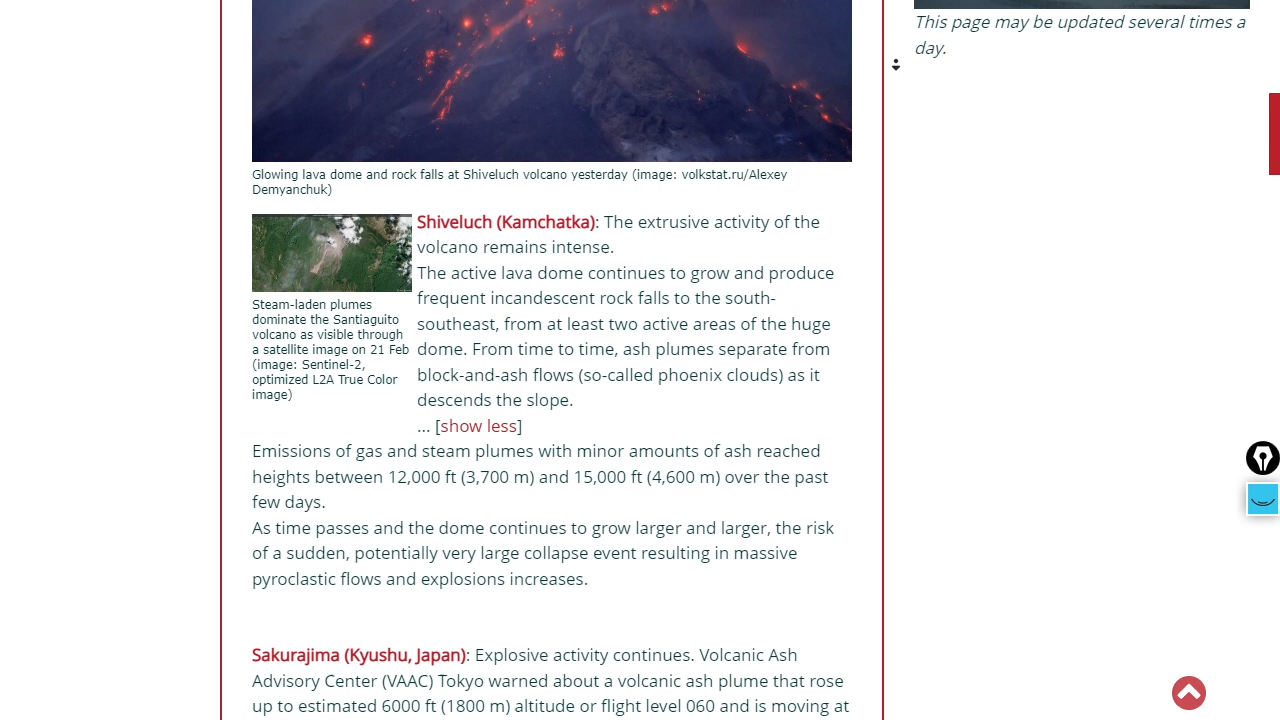 This page may be updated several times a
day.
Glowing lava dome and rock falls at Shiveluch volcano yesterday (image: volkstat.ru/Alexey
Demyanchuk)
Steam-laden plumes
dominate the Santiaguito
volcano as visible through
a satellite image on 21 Feb
(image: Sentinel-2,
optimized L2A True Color
image)
Shiveluch (Kamchatka): The extrusive activity of the
volcano remains intense.
The active lava dome continues to grow and produce
frequent incandescent rock falls to the south-
southeast, from at least two active areas of the huge
dome. From time to time, ash plumes separate from
block-and-ash flows (so-called phoenix clouds) as it
descends the slope.
... [show less]
Emissions of gas and steam plumes with minor amounts of ash reached
heights between 12,000 ft (3,700 m) and 15,000 ft (4,600 m) over the past
few days.
As time passes and the dome continues to grow larger and larger, the risk
of a sudden, potentially very large collapse event resulting in massive
pyroclastic flows and explosions increases.
Sakurajima (Kyushu, Japan): Explosive activity continues. Volcanic Ash
Advisory Center (VAAC) Tokyo warned about a volcanic ash plume that rose
up to estimated 6000 ft (1800 m) altitude or flight level 060 and is moving at